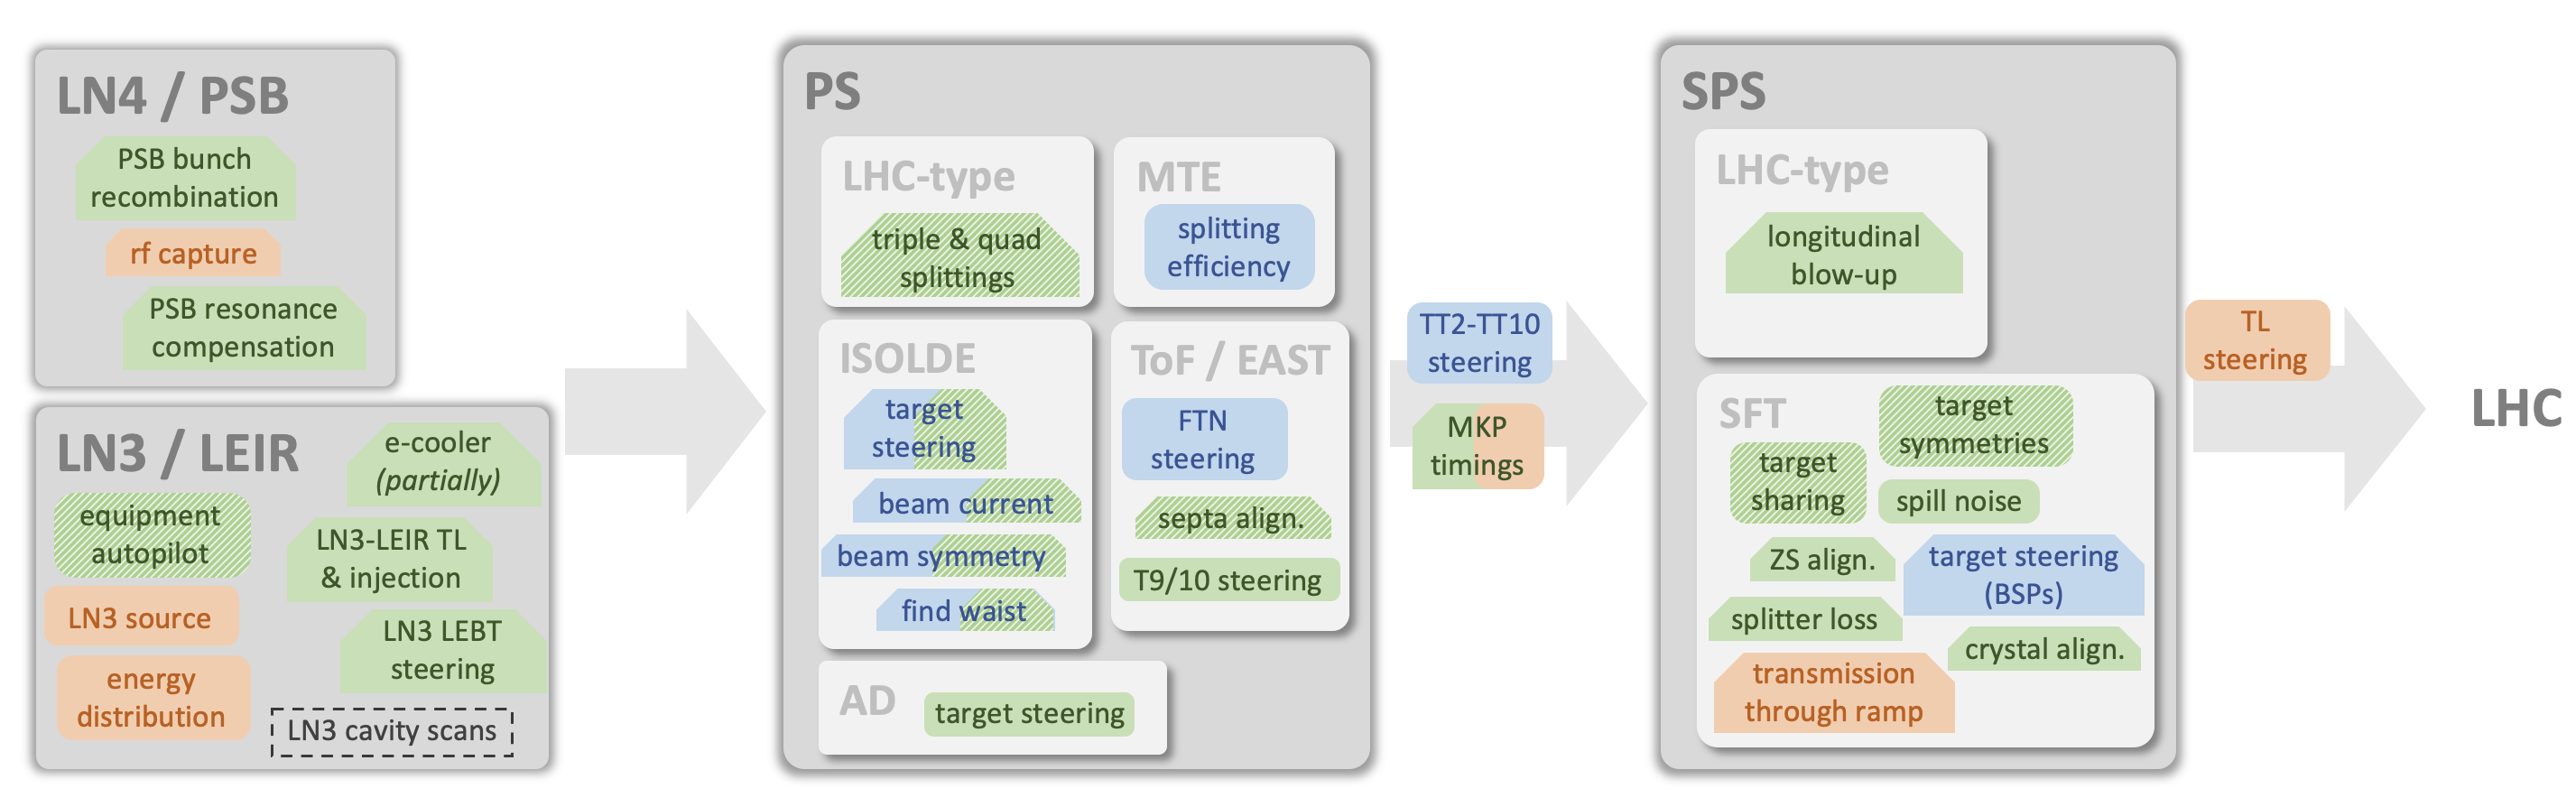 LN4 / PSB
PSB bunch
recombination
rf capture
PSB resonance
compensation
LN3 / LEIR
e-cooler
(partially)
equipment
autopilot
LN3-LEIR TL
& injection
LN3 source
LN3 LEBT
steering
energy
distribution
LN3 cavity scans
PS
LHC-type
triple & quad
splittings
MTE
splitting
efficiency
ISOLDE
target
steering
beam current
beam symmetry
find waist
ToF / EAST
FTN
steering
septa align.
T9/10 steering
AD
target steering
TT2-TT10
steering
MKP
timings
SPS
LHC-type
longitudinal
blow-up
SFT
target
symmetries
target
sharing
spill noise
ZS align.
target steering
(BSPs)
splitter loss
crystal align.
transmission
through ramp
TL
steering
LHC